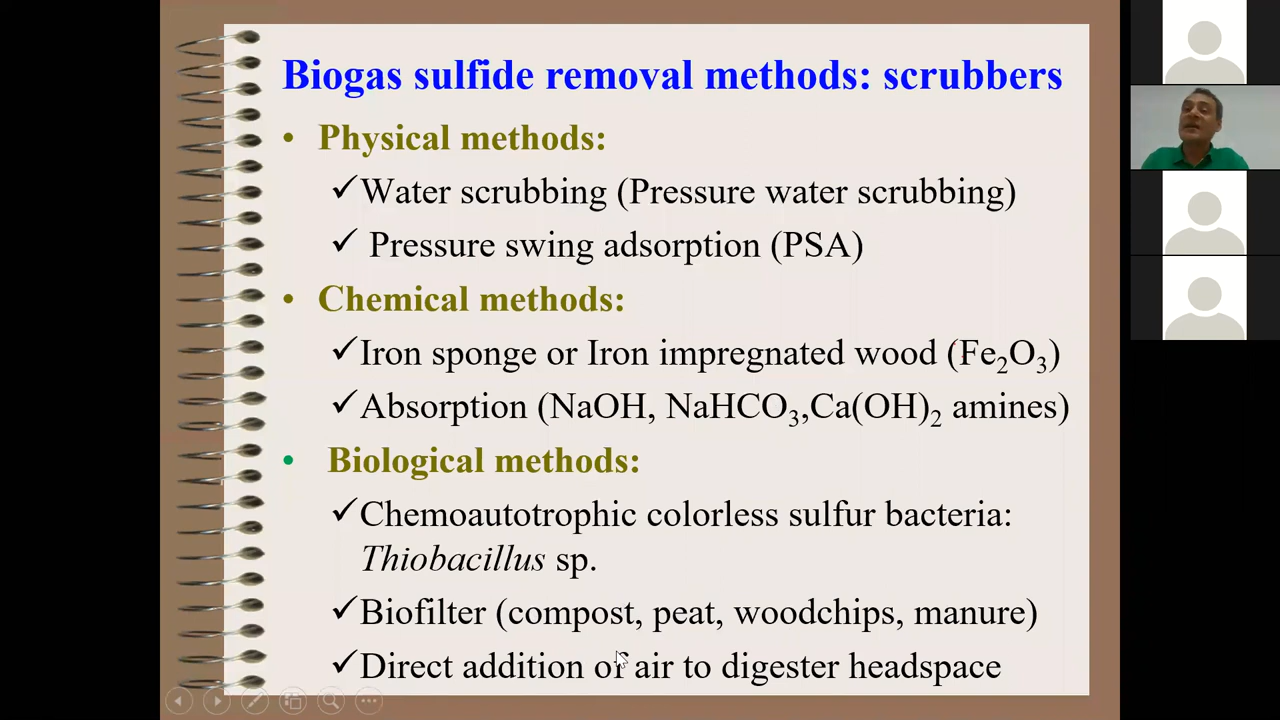 Biogas sulfide removal methods: scrubbers
• Physical methods:
✓Water scrubbing (Pressure water scrubbing)
✓ Pressure swing adsorption (PSA)
• Chemical methods:
✓Iron sponge or Iron impregnated wood (Fe₂O₃)
✓Absorption (NaOH, NaHCO₃,Ca(OH)₂ amines)
• Biological methods:
✓Chemoautotrophic colorless sulfur bacteria:
Thiobacillus sp.
✓Biofilter (compost, peat, woodchips, manure)
✓Direct addition of air to digester headspace